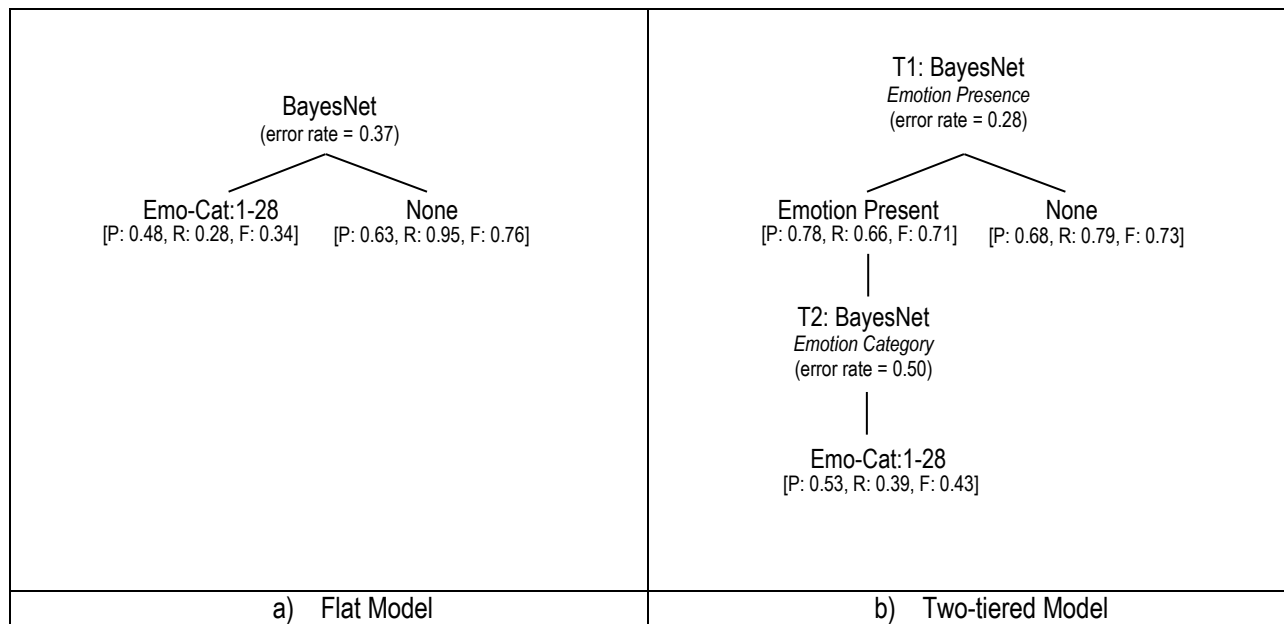 BayesNet
(error rate = 0.37)
Emo-Cat:1-28
[P: 0.48, R: 0.28, F: 0.34]
None
[P: 0.63, R: 0.95, F: 0.76]
a) Flat Model
T1: BayesNet
Emotion Presence
(error rate = 0.28)
Emotion Present
[P: 0.78, R: 0.66, F: 0.71]
None
[P: 0.68, R: 0.79, F: 0.73]
T2: BayesNet
Emotion Category
(error rate = 0.50)
Emo-Cat:1-28
[P: 0.53, R: 0.39, F: 0.43]
b) Two-tiered Model